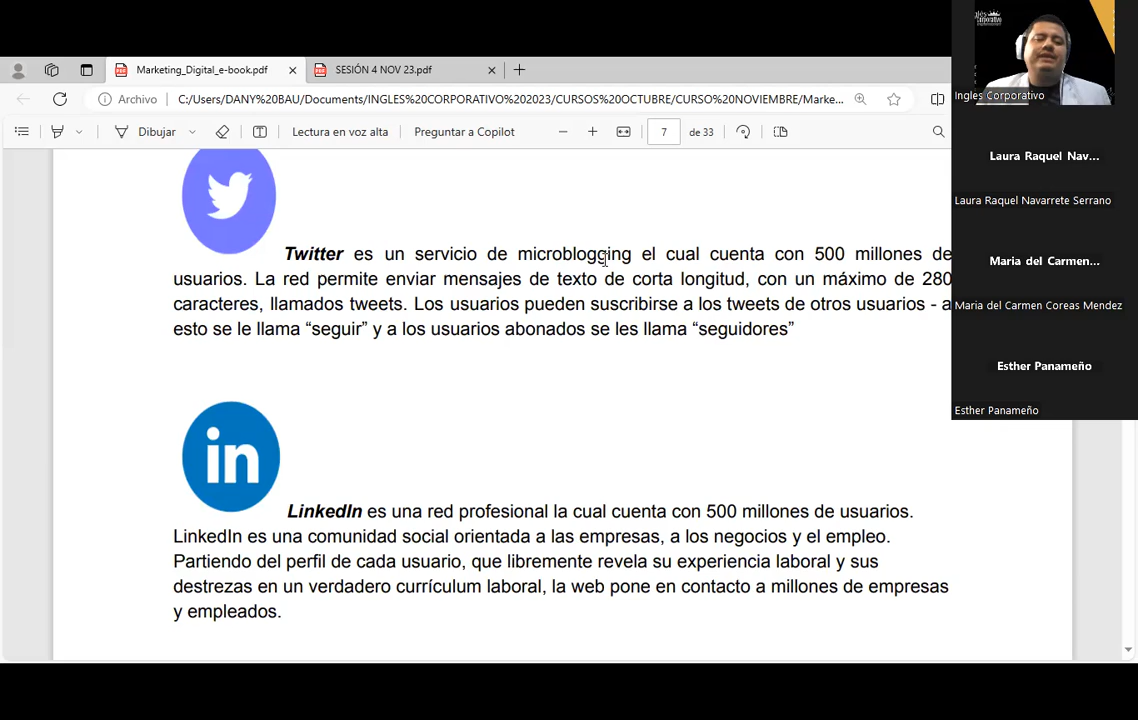 Marketing_Digital_e-book.pdf
SESIÓN 4 NOV 23.pdf
Archivo
C:/Users/DANY%20BAU/Documents/INGLES%20CORPORATIVO%202023/CURSOS%20OCTUBRE/CURSO%20NOVIEMBRE/Marke...
Dibujar
Lectura en voz alta
Preguntar a Copilot
7 de 33
Twitter es un servicio de microblogging el cual cuenta con 500 millones de
usuarios. La red permite enviar mensajes de texto de corta longitud, con un máximo de 280
caracteres, llamados tweets. Los usuarios pueden suscribirse a los tweets de otros usuarios - a
esto se le llama “seguir” y a los usuarios abonados se les llama “seguidores”
in
LinkedIn es una red profesional la cual cuenta con 500 millones de usuarios.
LinkedIn es una comunidad social orientada a las empresas, a los negocios y el empleo.
Partiendo del perfil de cada usuario, que libremente revela su experiencia laboral y sus
destrezas en un verdadero currículum laboral, la web pone en contacto a millones de empresas
y empleados.
Ingles Corporativo
Laura Raquel Nav...
Laura Raquel Navarrete Serrano
Maria del Carmen...
Maria del Carmen Coreas Mendez
Esther Panameño
Esther Panameño